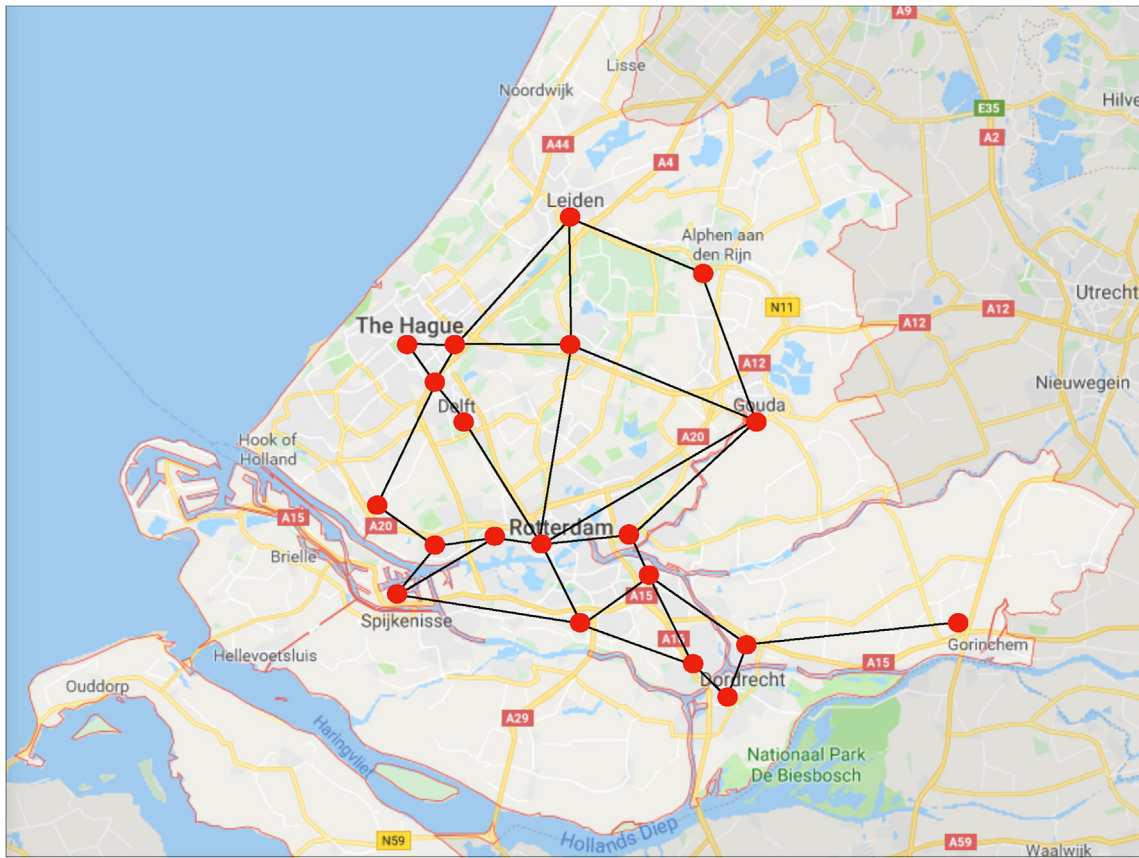 A9
Lisse
Noordwijk
Hilve
E35
A2
A44
A4
Leiden
Alphen aan
den Rijn
Utrecht
N11
A12
A12
The Hague
A12
Nieuwegein
Delft
Gouda
A20
Hook of
Holland
A15
A20
Rotterdam
Brielle
A15
Spijkenisse
A15
Gorinchem
Hellevoetsluis
A15
Dordrecht
Ouddorp
A29
Haringvliet
Nationaal Park
De Biesbosch
Hollands Diep
N59
A59
Waalwijk